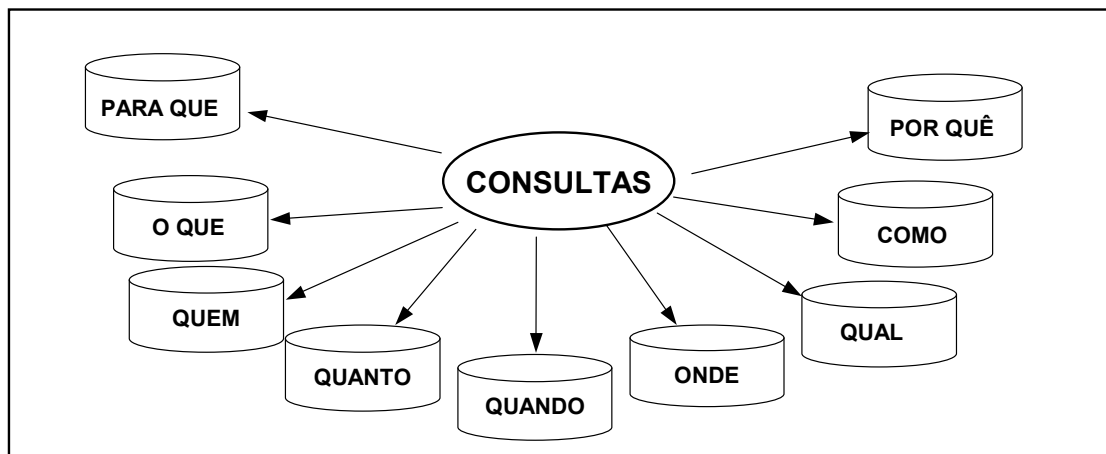 PARA QUE
POR QUÊ
CONSULTAS
O QUE
COMO
QUEM
QUAL
QUANTO
ONDE
QUANDO